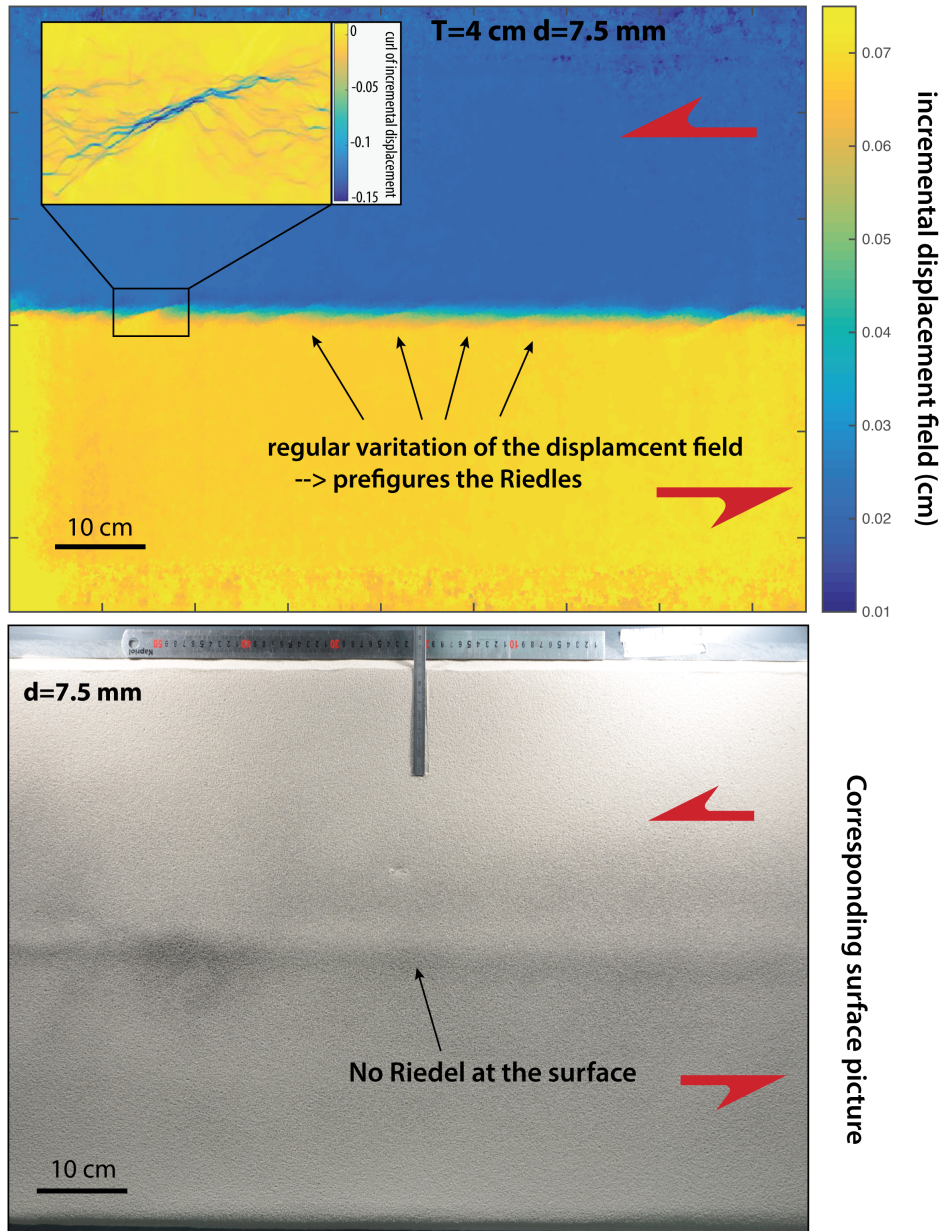 T=4 cm d=7.5 mm
0
-0.05
-0.1
-0.15
curl of incremental displacement
regular varitation of the displamcent field
--> prefigures the Riedles
10 cm
0.07
0.06
0.05
0.04
0.03
0.02
0.01
incremental displacement field (cm)
Kapriol
d=7.5 mm
No Riedel at the surface
10 cm
Corresponding surface picture